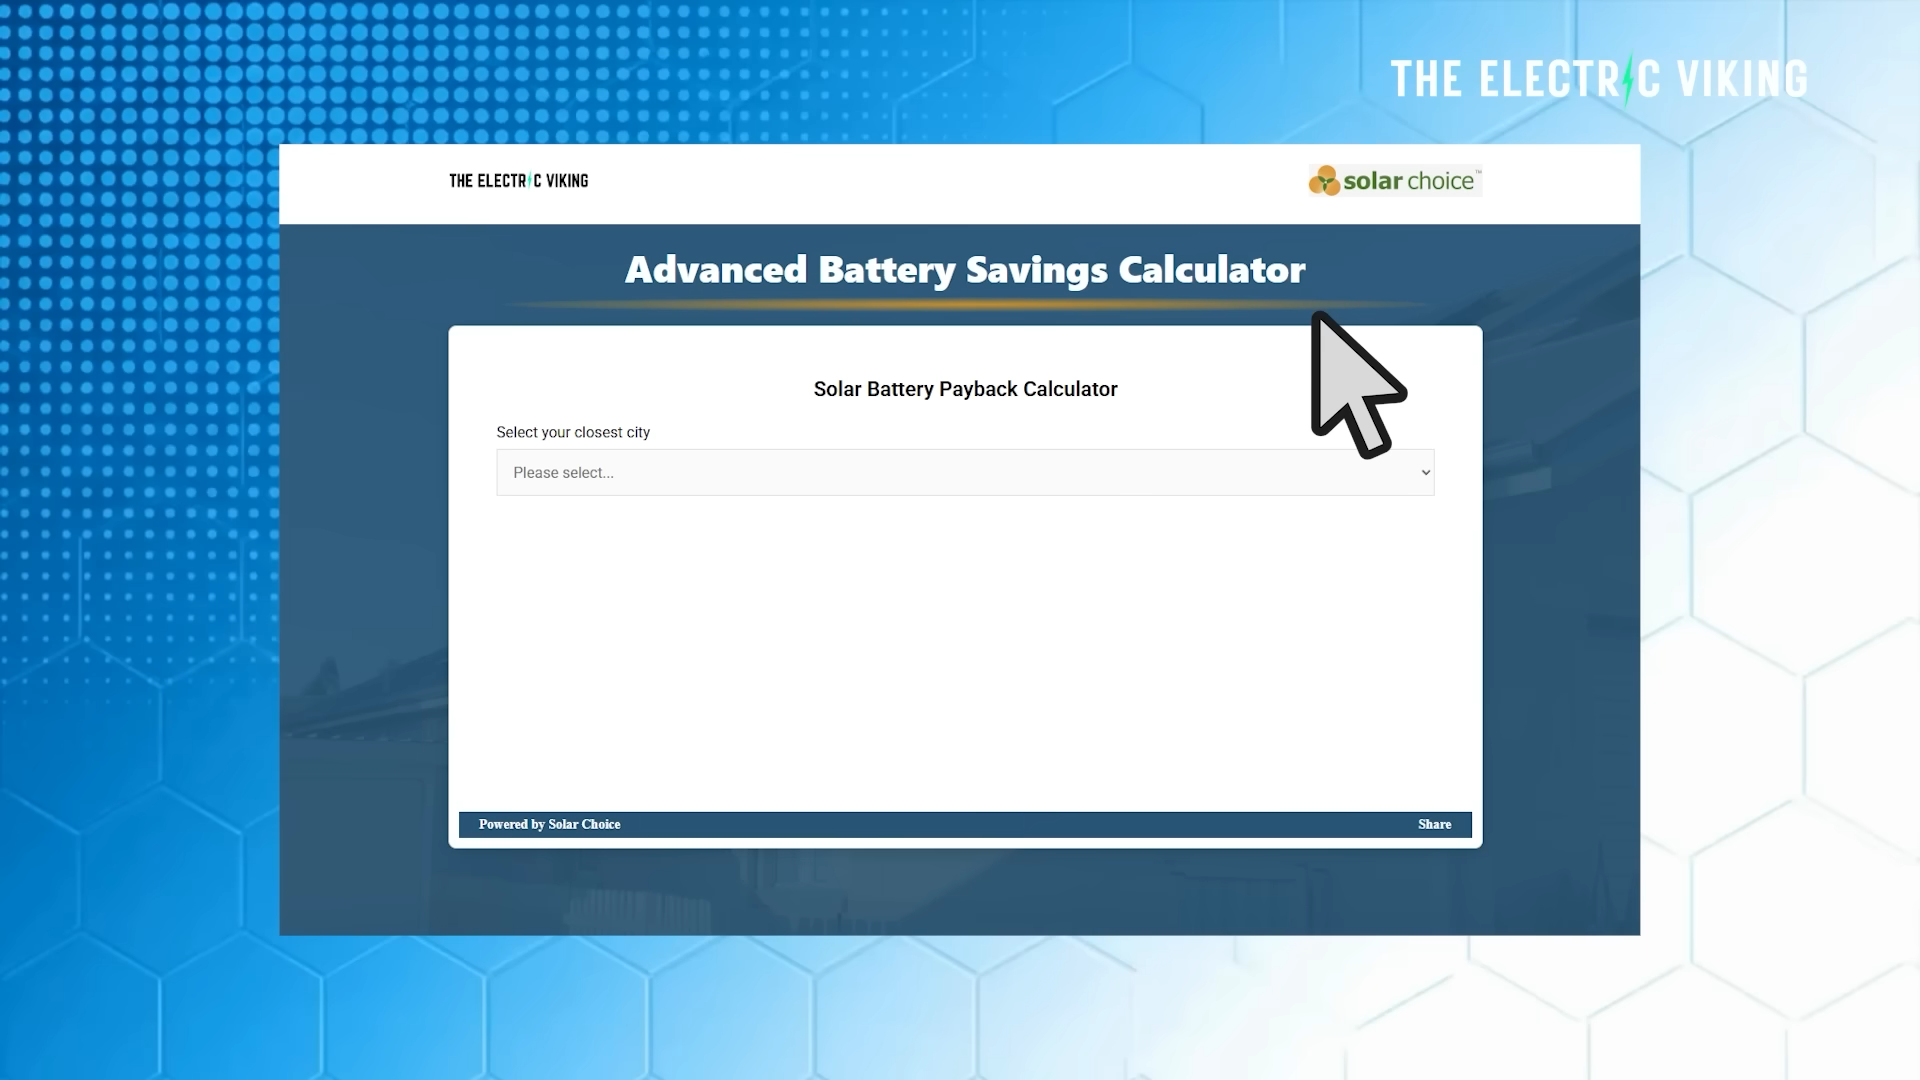 THE ELECTRIC VIKING
THE ELECTRIC VIKING
solar choice™
Advanced Battery Savings Calculator
Solar Battery Payback Calculator
Select your closest city
Please select...
Powered by Solar Choice
Share